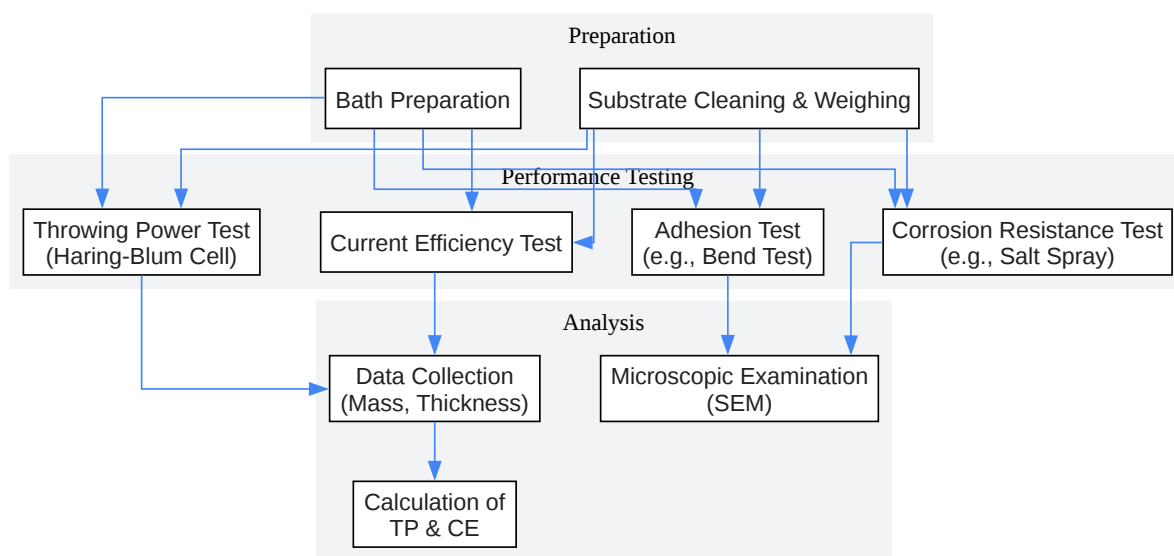 Preparation
Bath Preparation
Substrate Cleaning & Weighing
Performance Testing
Throwing Power Test
(Haring-Blum Cell)
Current Efficiency Test
Adhesion Test
(e.g., Bend Test)
Corrosion Resistance Test
(e.g., Salt Spray)
Analysis
Data Collection
(Mass, Thickness)
Microscopic Examination
(SEM)
Calculation of
TP & CE